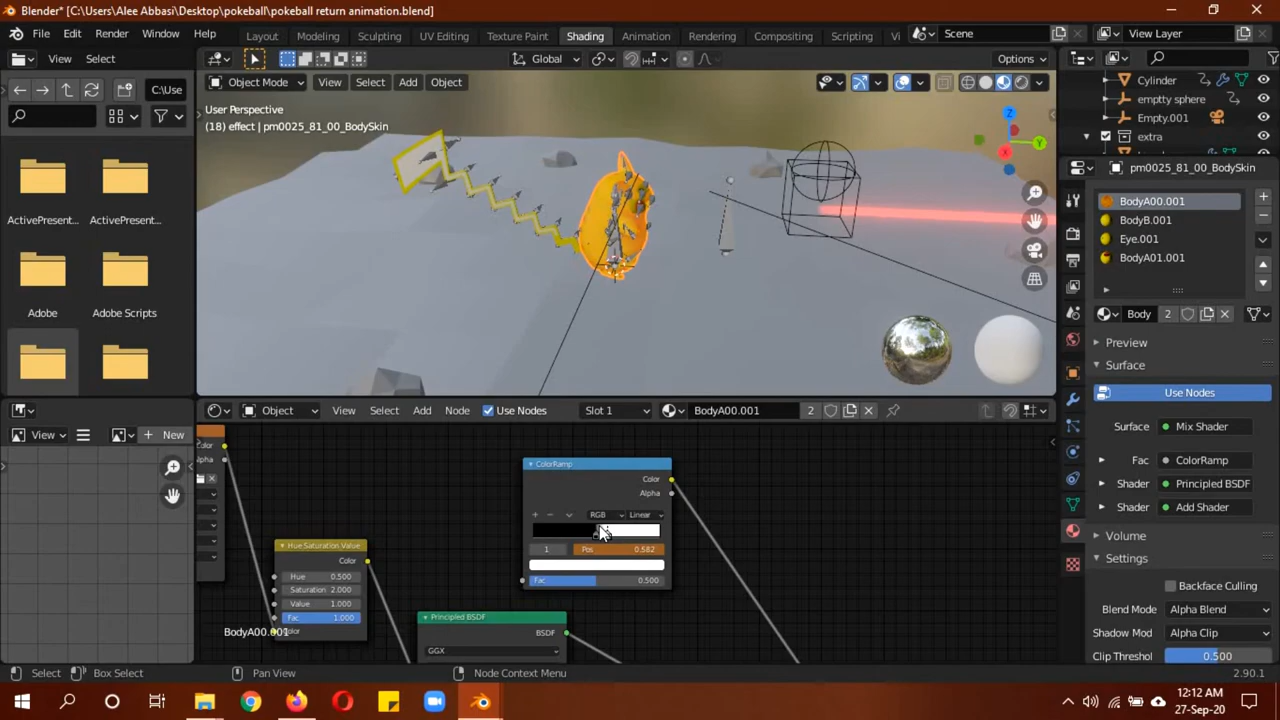 Blender* [C:\Users\Alee Abbasi\Desktop\pokeball\pokeball return animation.blend]
File Edit Render Window Help Layout Modeling Sculpting UV Editing Texture Paint Shading Animation Rendering Compositing Scripting Vi Scene View Layer
View Select Global Options
C:\Use Object Mode View Select Add Object
User Perspective
(18) effect | pm0025_81_00_BodySkin
Cylinder
emptty sphere
Empty.001
extra
ActivePresent...
ActivePresent...
Adobe
Adobe Scripts
pm0025_81_00_BodySkin
BodyA00.001
BodyB.001
Eye.001
BodyA01.001
Body 2
Preview
Surface
Use Nodes
Surface: Mix Shader
Fac ColorRamp
Shader: Principled BSDF
Shader: Add Shader
Volume
Settings
Backface Culling
Blend Mode Alpha Blend
Shadow Mod Alpha Clip
Clip Threshol 0.500
Object View Select Add Node Use Nodes Slot 1 BodyA00.001 2
View New
Alpha
ColorRamp
Color
Alpha
RGB Linear
1 Pos 0.582
Fac 0.500
Hue Saturation Value
Color
Hue 0.500
Saturation 2.000
Value 1.000
Fac 1.000
BodyA00.001
Principled BSDF
BSDF
GGX
Select Box Select Pan View Node Context Menu 2.90.1
12:12 AM
27-Sep-20